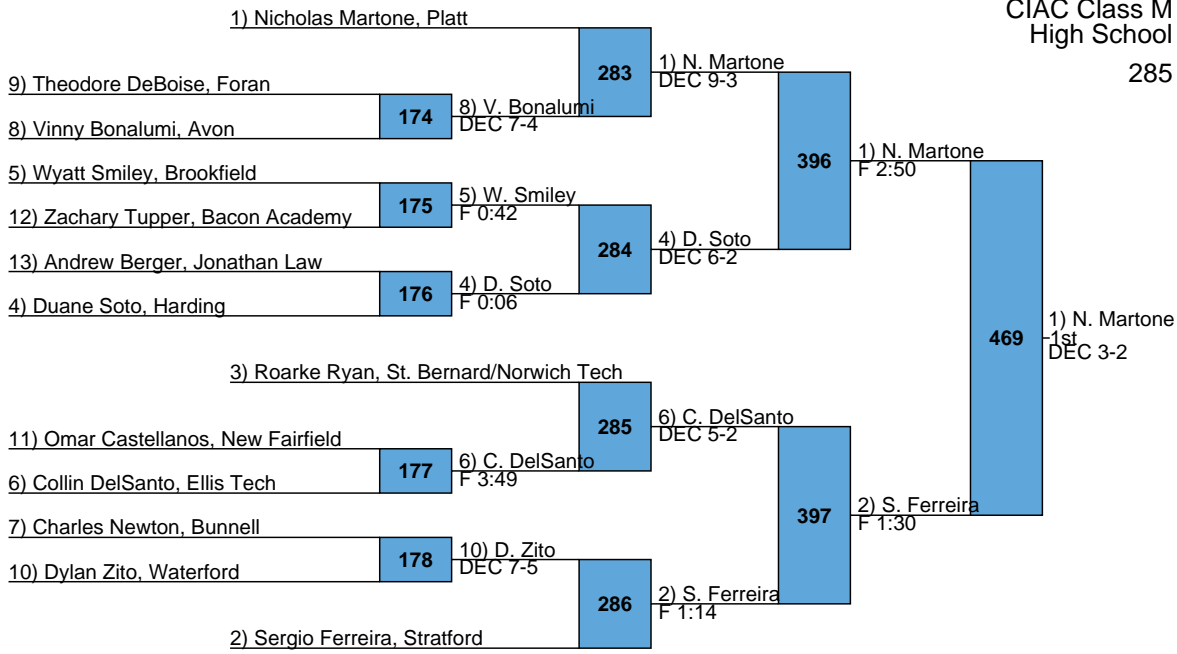 CIAC Class M
High School
285
1) Nicholas Martone, Platt
283
1) N. Martone
DEC 9-3
9) Theodore DeBoise, Foran
174
8) V. Bonalumi
DEC 7-4
8) Vinny Bonalumi, Avon
396
1) N. Martone
F 2:50
5) Wyatt Smiley, Brookfield
175
5) W. Smiley
F 0:42
12) Zachary Tupper, Bacon Academy
284
4) D. Soto
DEC 6-2
13) Andrew Berger, Jonathan Law
176
4) D. Soto
F 0:06
4) Duane Soto, Harding
469
1) N. Martone
1st
DEC 3-2
3) Roarke Ryan, St. Bernard/Norwich Tech
285
6) C. DelSanto
DEC 5-2
11) Omar Castellanos, New Fairfield
177
6) C. DelSanto
F 3:49
6) Collin DelSanto, Ellis Tech
397
2) S. Ferreira
F 1:30
7) Charles Newton, Bunnell
178
10) D. Zito
DEC 7-5
10) Dylan Zito, Waterford
286
2) S. Ferreira
F 1:14
2) Sergio Ferreira, Stratford